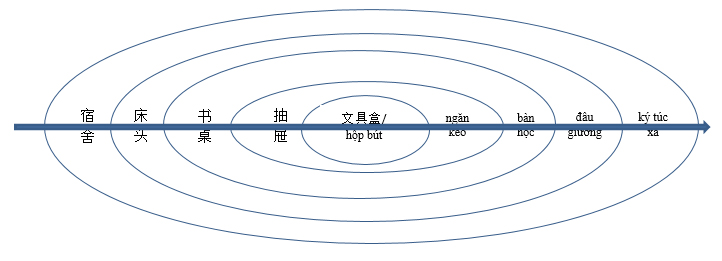 宿舍
床头
书桌
抽屉
文具盒/
hộp bút
ngăn
kéo
bàn
học
đầu
giường
ký túc
xá